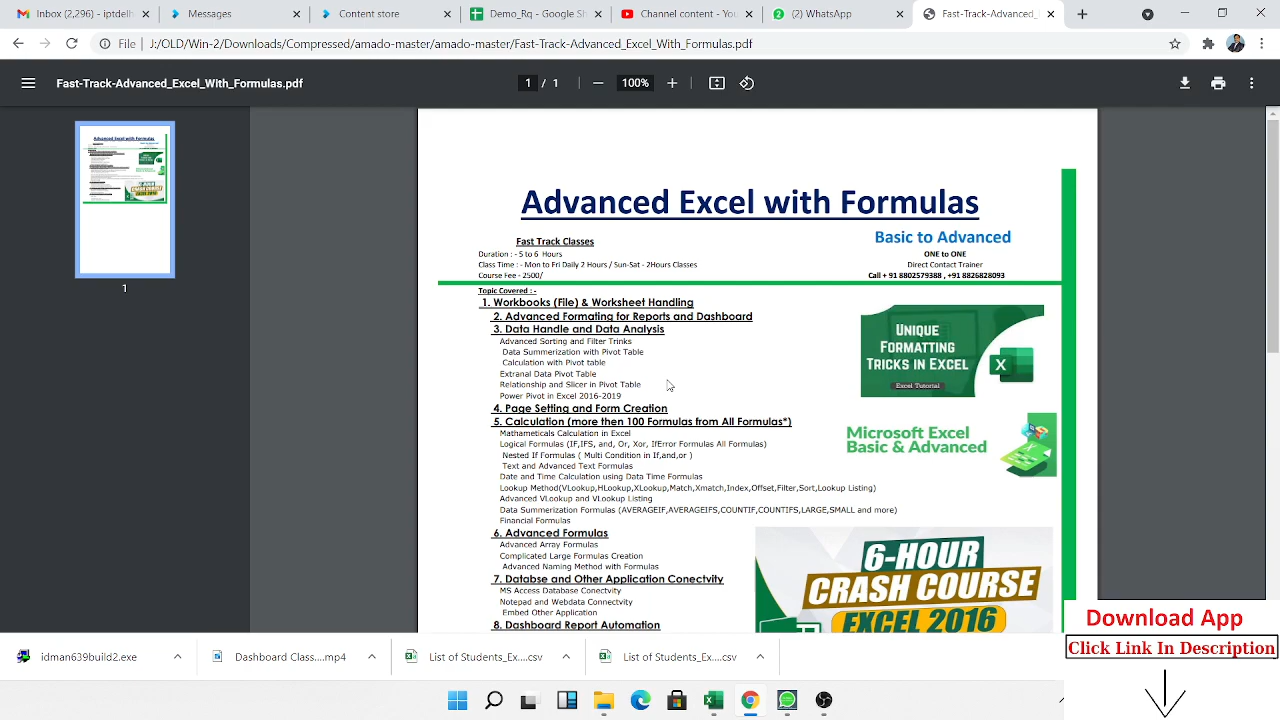 iptdelh
Messages
Content store
Demo_Rq - Google Sh
Channel content - You
(2) WhatsApp
Fast-Track-Advanced_
File
J:/OLD/Win-2/Downloads/Compressed/amado-master/amado-master/Fast-Track-Advanced_Excel_With_Formulas.pdf
Fast-Track-Advanced_Excel_With_Formulas.pdf
1 / 1
100%
1
Advanced Excel with Formulas
Fast Track Classes
Basic to Advanced
Duration : - 5 to 6 Hours
ONE to ONE
Class Time : - Mon to Fri Daily 2 Hours / Sun-Sat - 2Hours Classes
Direct Contact Trainer
Course Fee - 2500/
Call + 91 8802579388 , +91 8826828093
Topic Covered : -
1. Workbooks (File) & Worksheet Handling
2. Advanced Formating for Reports and Dashboard
3. Data Handle and Data Analysis
Advanced Sorting and Filter Trinks
Data Summerization with Pivot Table
Calculation with Pivot table
Extranal Data Pivot Table
Relationship and Slicer in Pivot Table
Power Pivot in Excel 2016-2019
UNIQUE
FORMATTING
TRICKS IN EXCEL
X
Excel Tutorial
4. Page Setting and Form Creation
5. Calculation (more then 100 Formulas from All Formulas*)
Mathameticals Calculation in Excel
Logical Formulas (IF,IFS, and, Or, Xor, IFError Formulas All Formulas)
Nested If Formulas ( Multi Condition in If,and,or )
Text and Advanced Text Formulas
Date and Time Calculation using Data Time Formulas
Lookup Method(VLookup,HLookup,XLookup,Match,Xmatch,Index,Offset,Filter,Sort,Lookup Listing)
Advanced VLookup and VLookup Listing
Data Summerization Formulas (AVERAGEIF,AVERAGEIFS,COUNTIF,COUNTIFS,LARGE,SMALL and more)
Financial Formulas
Microsoft Excel
Basic & Advanced
6. Advanced Formulas
Advanced Array Formulas
Complicated Large Formulas Creation
Advanced Naming Method with Formulas
7. Databse and Other Application Conectvity
MS Access Database Conectvity
Notepad and Webdata Connectvity
Embed Other Application
8. Dashboard Report Automation
6-HOUR
CRASH COURSE
EXCEL 2016
Download App
Click Link In Description
idman639build2.exe
Dashboard Class....mp4
List of Students_Ex....csv
List of Students_Ex....csv